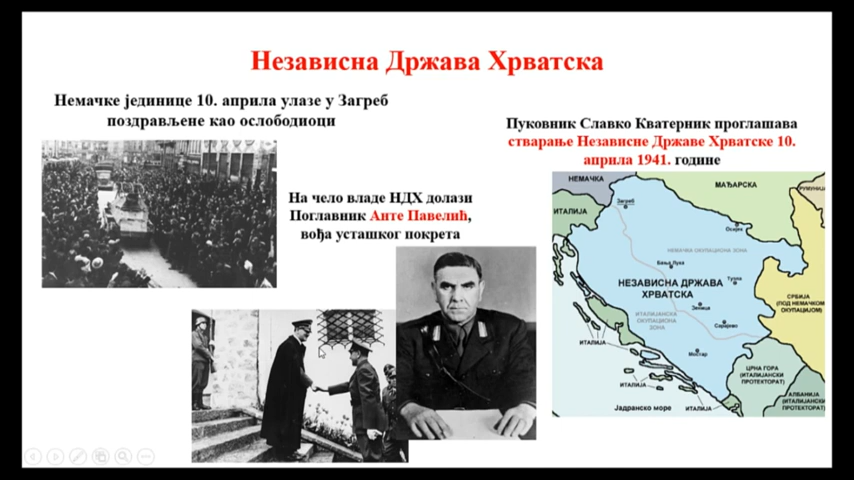 Независна Држава Хрватска
Немачке јединице 10. априла улазе у Загреб
поздрављене као ослободиоци
Пуковник Славко Кватерник проглашава
стварање Независне Државе Хрватске 10.
априла 1941. године
На чело владе НДХ долази
Поглавник Анте Павелић,
вођа усташког покрета
НЕМАЧКА
МАЂАРСКА
РУМУНИЈА
ИТАЛИЈА
Загреб
Осијек
НЕМАЧКА ОКУПАЦИОНА ЗОНА
Бања Лука
Тузла
НЕЗАВИСНА ДРЖАВА
ХРВАТСКА
СРБИЈА
(ПОД НЕМАЧКОМ
ОКУПАЦИЈОМ)
Зеница
ИТАЛИЈАНСКА
ОКУПАЦИОНА
ЗОНА
Сарајево
ИТАЛИЈА
Мостар
ЦРНА ГОРА
(ИТАЛИЈАНСКИ
ПРОТЕКТОРАТ)
ИТАЛИЈА
АЛБАНИЈА
(ИТАЛИЈАНСКИ
ПРОТЕКТОРАТ)
Јадранско море
ИТАЛИЈА